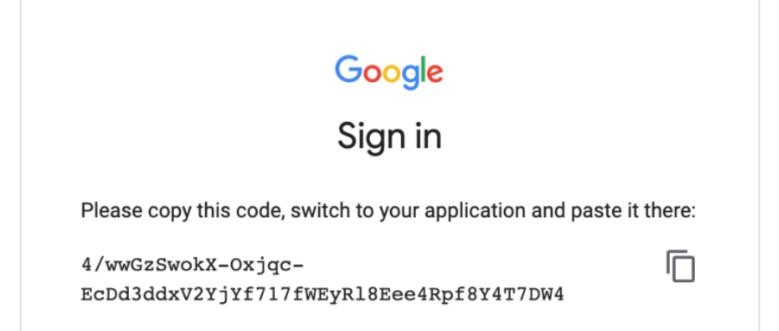 Google
Sign in
Please copy this code, switch to your application and paste it there:
4/wwGzSwokX-Oxjqc-
EcDd3ddxV2YjYf717fWEyRl8Eee4Rpf8Y4T7DW4